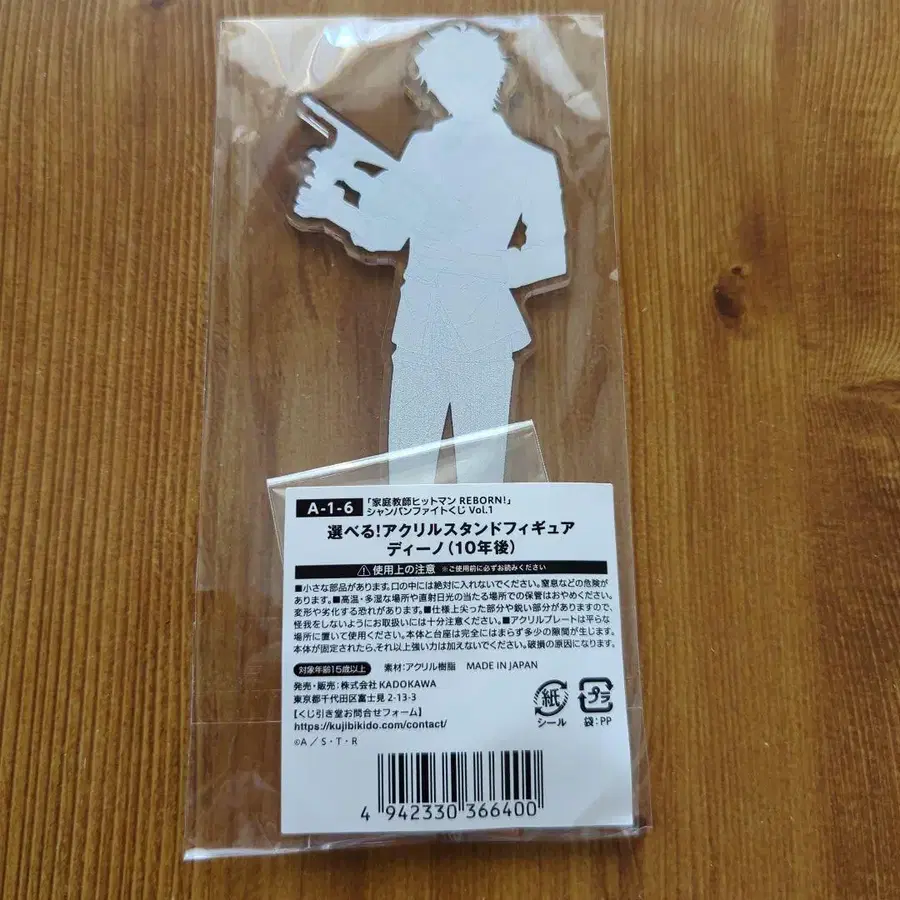 A-1-6
「家庭教師ヒットマン REBORN!」
シャンパンファイトくじ Vol.1
選べる!アクリルスタンドフィギュア
ディーノ(10年後)
⚠使用上の注意 ※ご使用前に必ずお読みください
■小さな部品があります。口の中には絶対に入れないでください。窒息などの危険が
あります。■高温・多湿な場所や直射日光の当たる場所での保管はおやめください。
変形や劣化する恐れがあります。■仕様上尖った部分や鋭い部分がありますので、
怪我をしないようにお取扱いには十分注意ください。■アクリルプレートは平らな
場所に置いて使用ください。本体と台座は完全にはまらず多少の隙間が生じます。
本体が固定されたら、それ以上強い力は加えないでください。破損の原因になります。
対象年齢15歳以上 素材:アクリル樹脂 MADE IN JAPAN
発売・販売:株式会社KADOKAWA
東京都千代田区富士見 2-13-3
【くじ引き堂お問合せフォーム】
https://kujibikido.com/contact/
©A/S・T・R
紙
シール
プラ
袋:PP
4 942330 366400